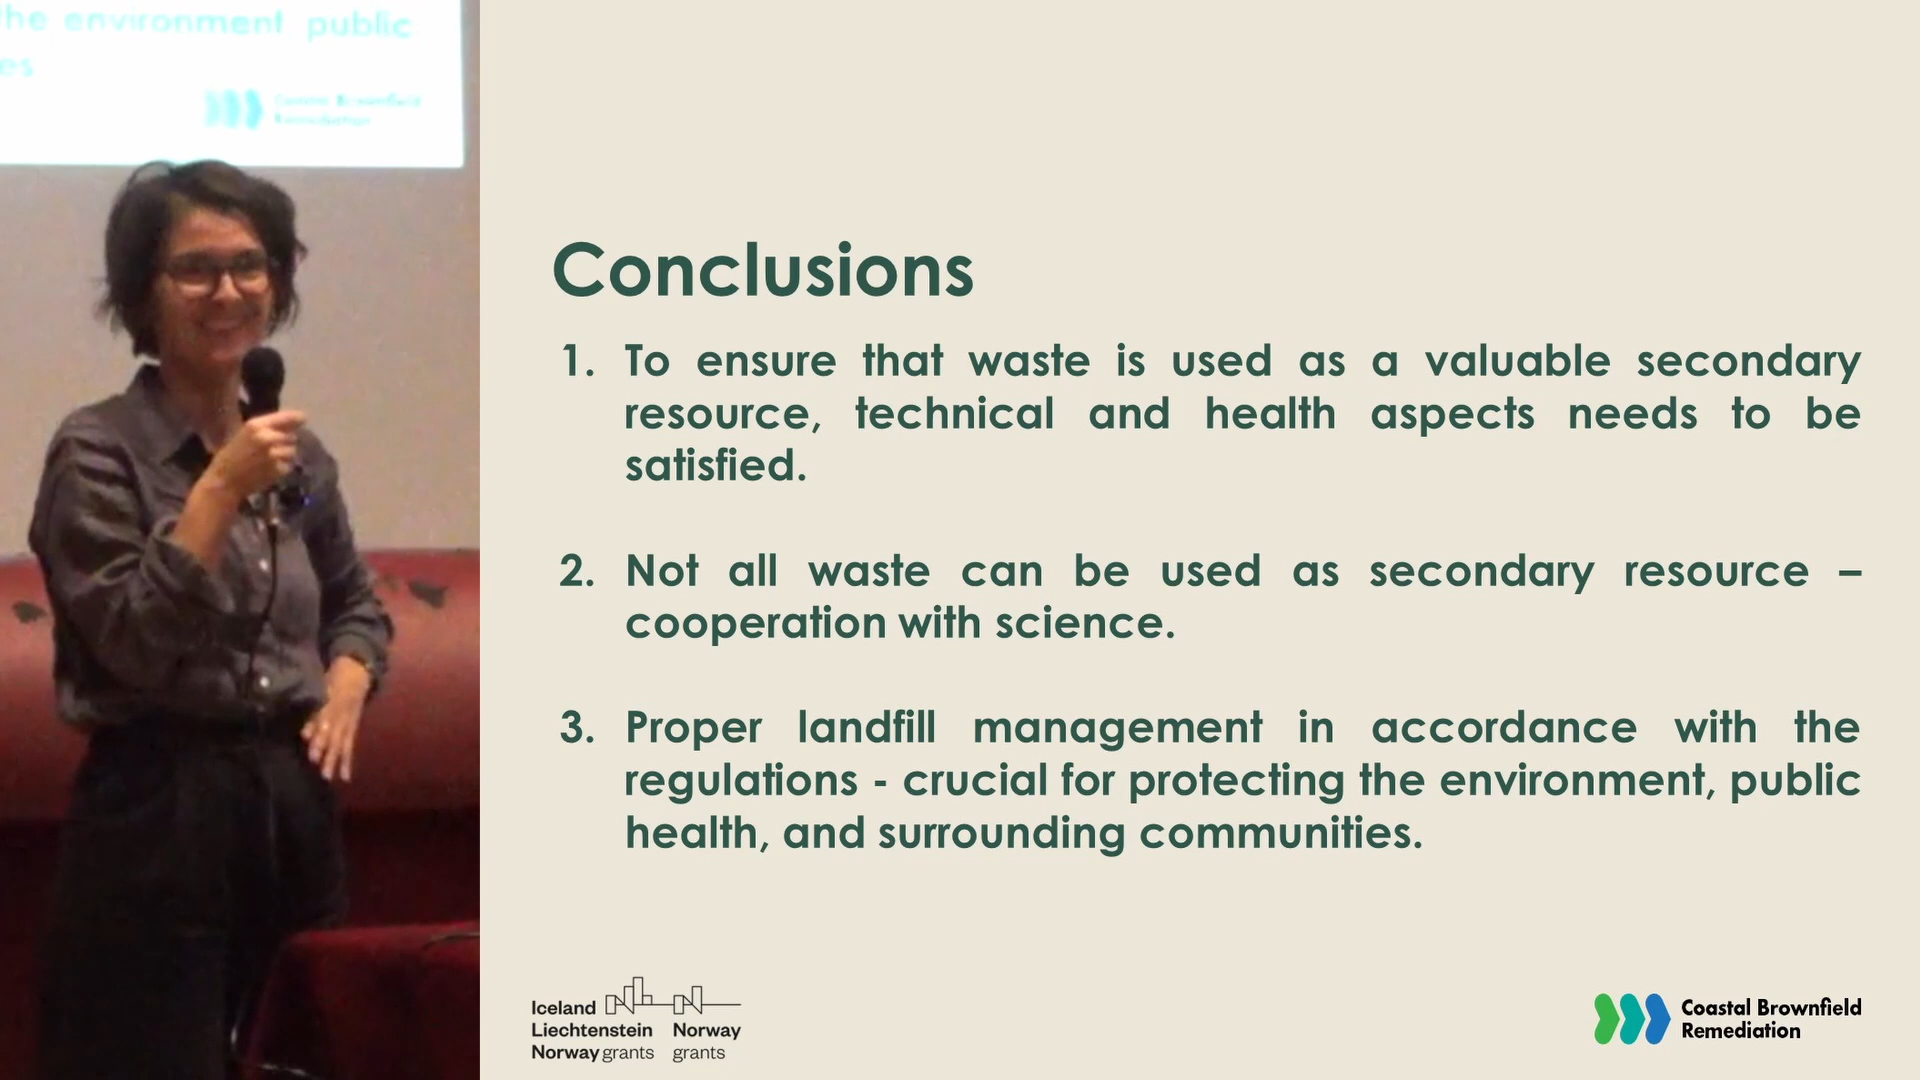 the environment public
es
Coastal Brownfield
Remediation
Conclusions
1. To ensure that waste is used as a valuable secondary
resource, technical and health aspects needs to be
satisfied.
2. Not all waste can be used as secondary resource –
cooperation with science.
3. Proper landfill management in accordance with the
regulations - crucial for protecting the environment, public
health, and surrounding communities.
Iceland
Liechtenstein
Norway grants
Norway
grants
Coastal Brownfield
Remediation